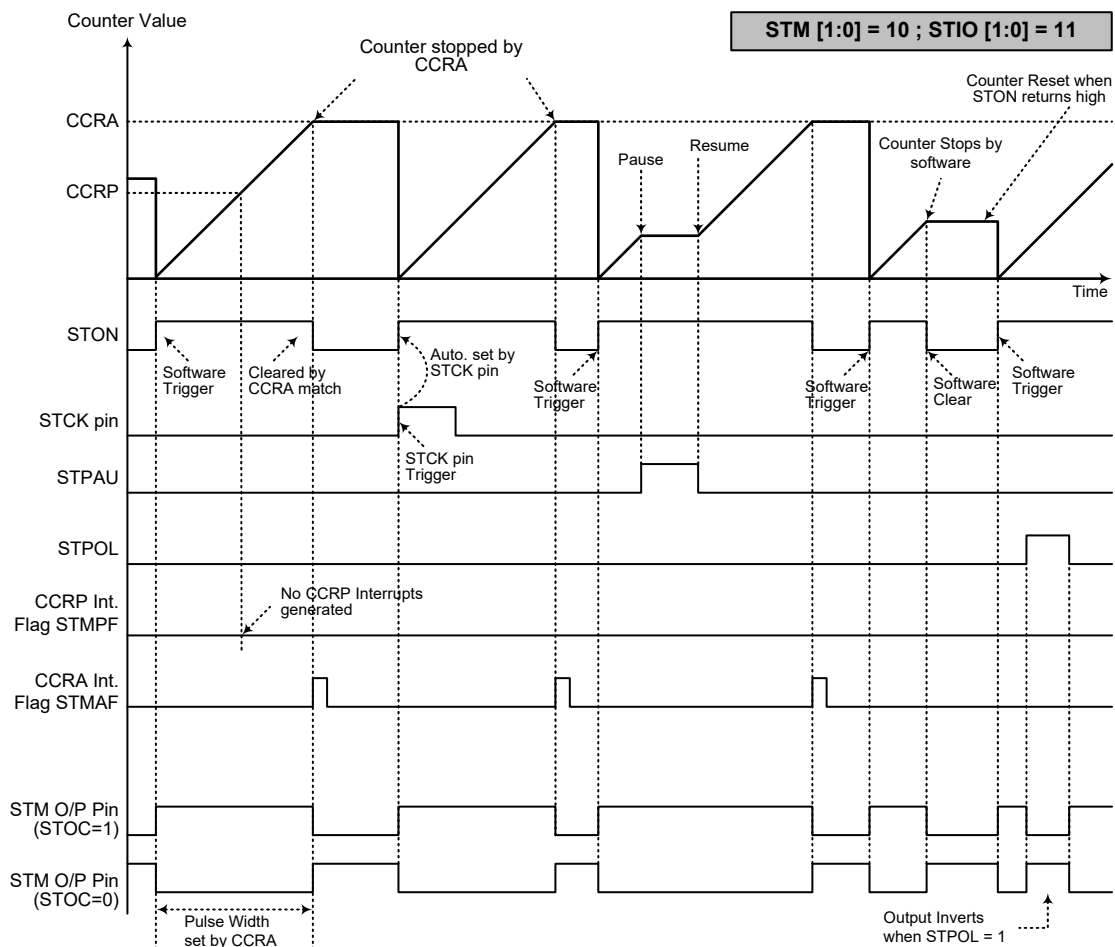 Counter Value
STM [1:0] = 10 ; STIO [1:0] = 11
Counter stopped by
CCRA
Counter Reset when
STON returns high
CCRA
Pause
Resume
Counter Stops by
software
CCRP
Time
STON
Software
Trigger
Cleared by
CCRA match
Auto. set by
STCK pin
Software
Trigger
Software
Trigger
Software
Clear
Software
Trigger
STCK pin
STCK pin
Trigger
STPAU
STPOL
CCRP Int.
Flag STMPF
No CCRP Interrupts
generated
CCRA Int.
Flag STMAF
STM O/P Pin
(STOC=1)
STM O/P Pin
(STOC=0)
Pulse Width
set by CCRA
Output Inverts
when STPOL = 1